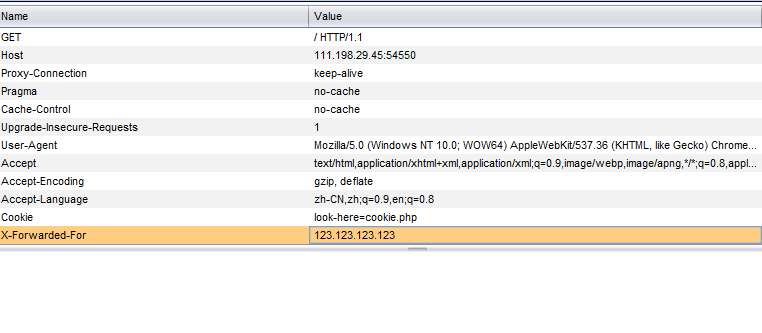 Name Value
GET / HTTP/1.1
Host 111.198.29.45:54550
Proxy-Connection keep-alive
Pragma no-cache
Cache-Control no-cache
Upgrade-Insecure-Requests 1
User-Agent Mozilla/5.0 (Windows NT 10.0; WOW64) AppleWebKit/537.36 (KHTML, like Gecko) Chrome...
Accept text/html,application/xhtml+xml,application/xml;q=0.9,image/webp,image/apng,*/*;q=0.8,appl...
Accept-Encoding gzip, deflate
Accept-Language zh-CN,zh;q=0.9,en;q=0.8
Cookie look-here=cookie.php
X-Forwarded-For 123.123.123.123